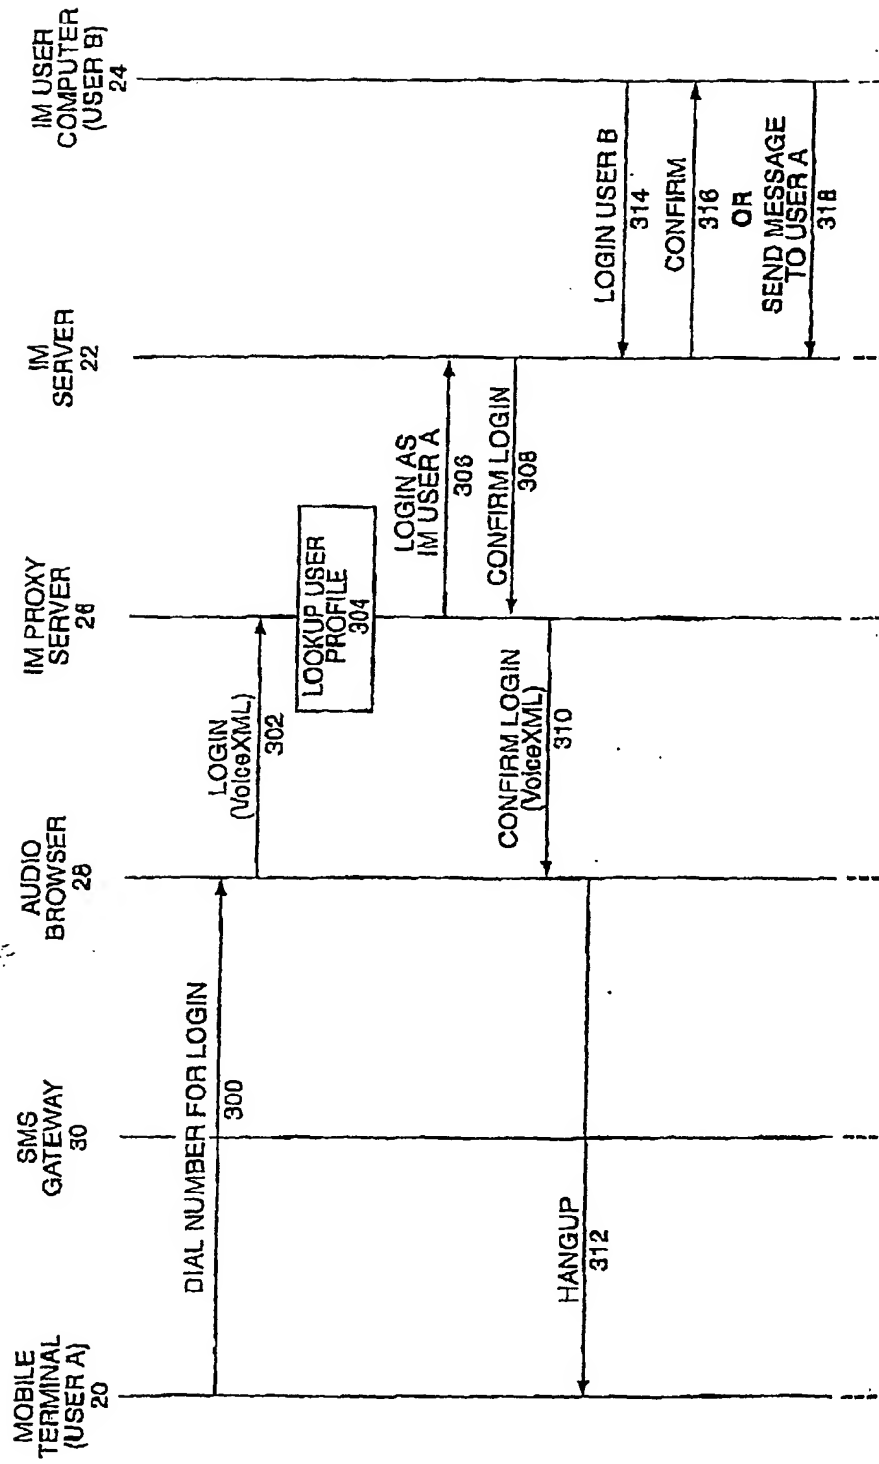 MOBILE
TERMINAL
(USER A)
20
SMS
GATEWAY
30
AUDIO
BROWSER
28
IM PROXY
SERVER
26
IM
SERVER
22
IM USER
COMPUTER
(USER B)
24
DIAL NUMBER FOR LOGIN
300
LOGIN
(VoiceXML)
302
LOOKUP USER
PROFILE
304
LOGIN AS
IM USER A
306
CONFIRM LOGIN
308
CONFIRM LOGIN
(VoiceXML)
310
HANGUP
312
LOGIN USER B
314
CONFIRM
316
OR
SEND MESSAGE
TO USER A
318